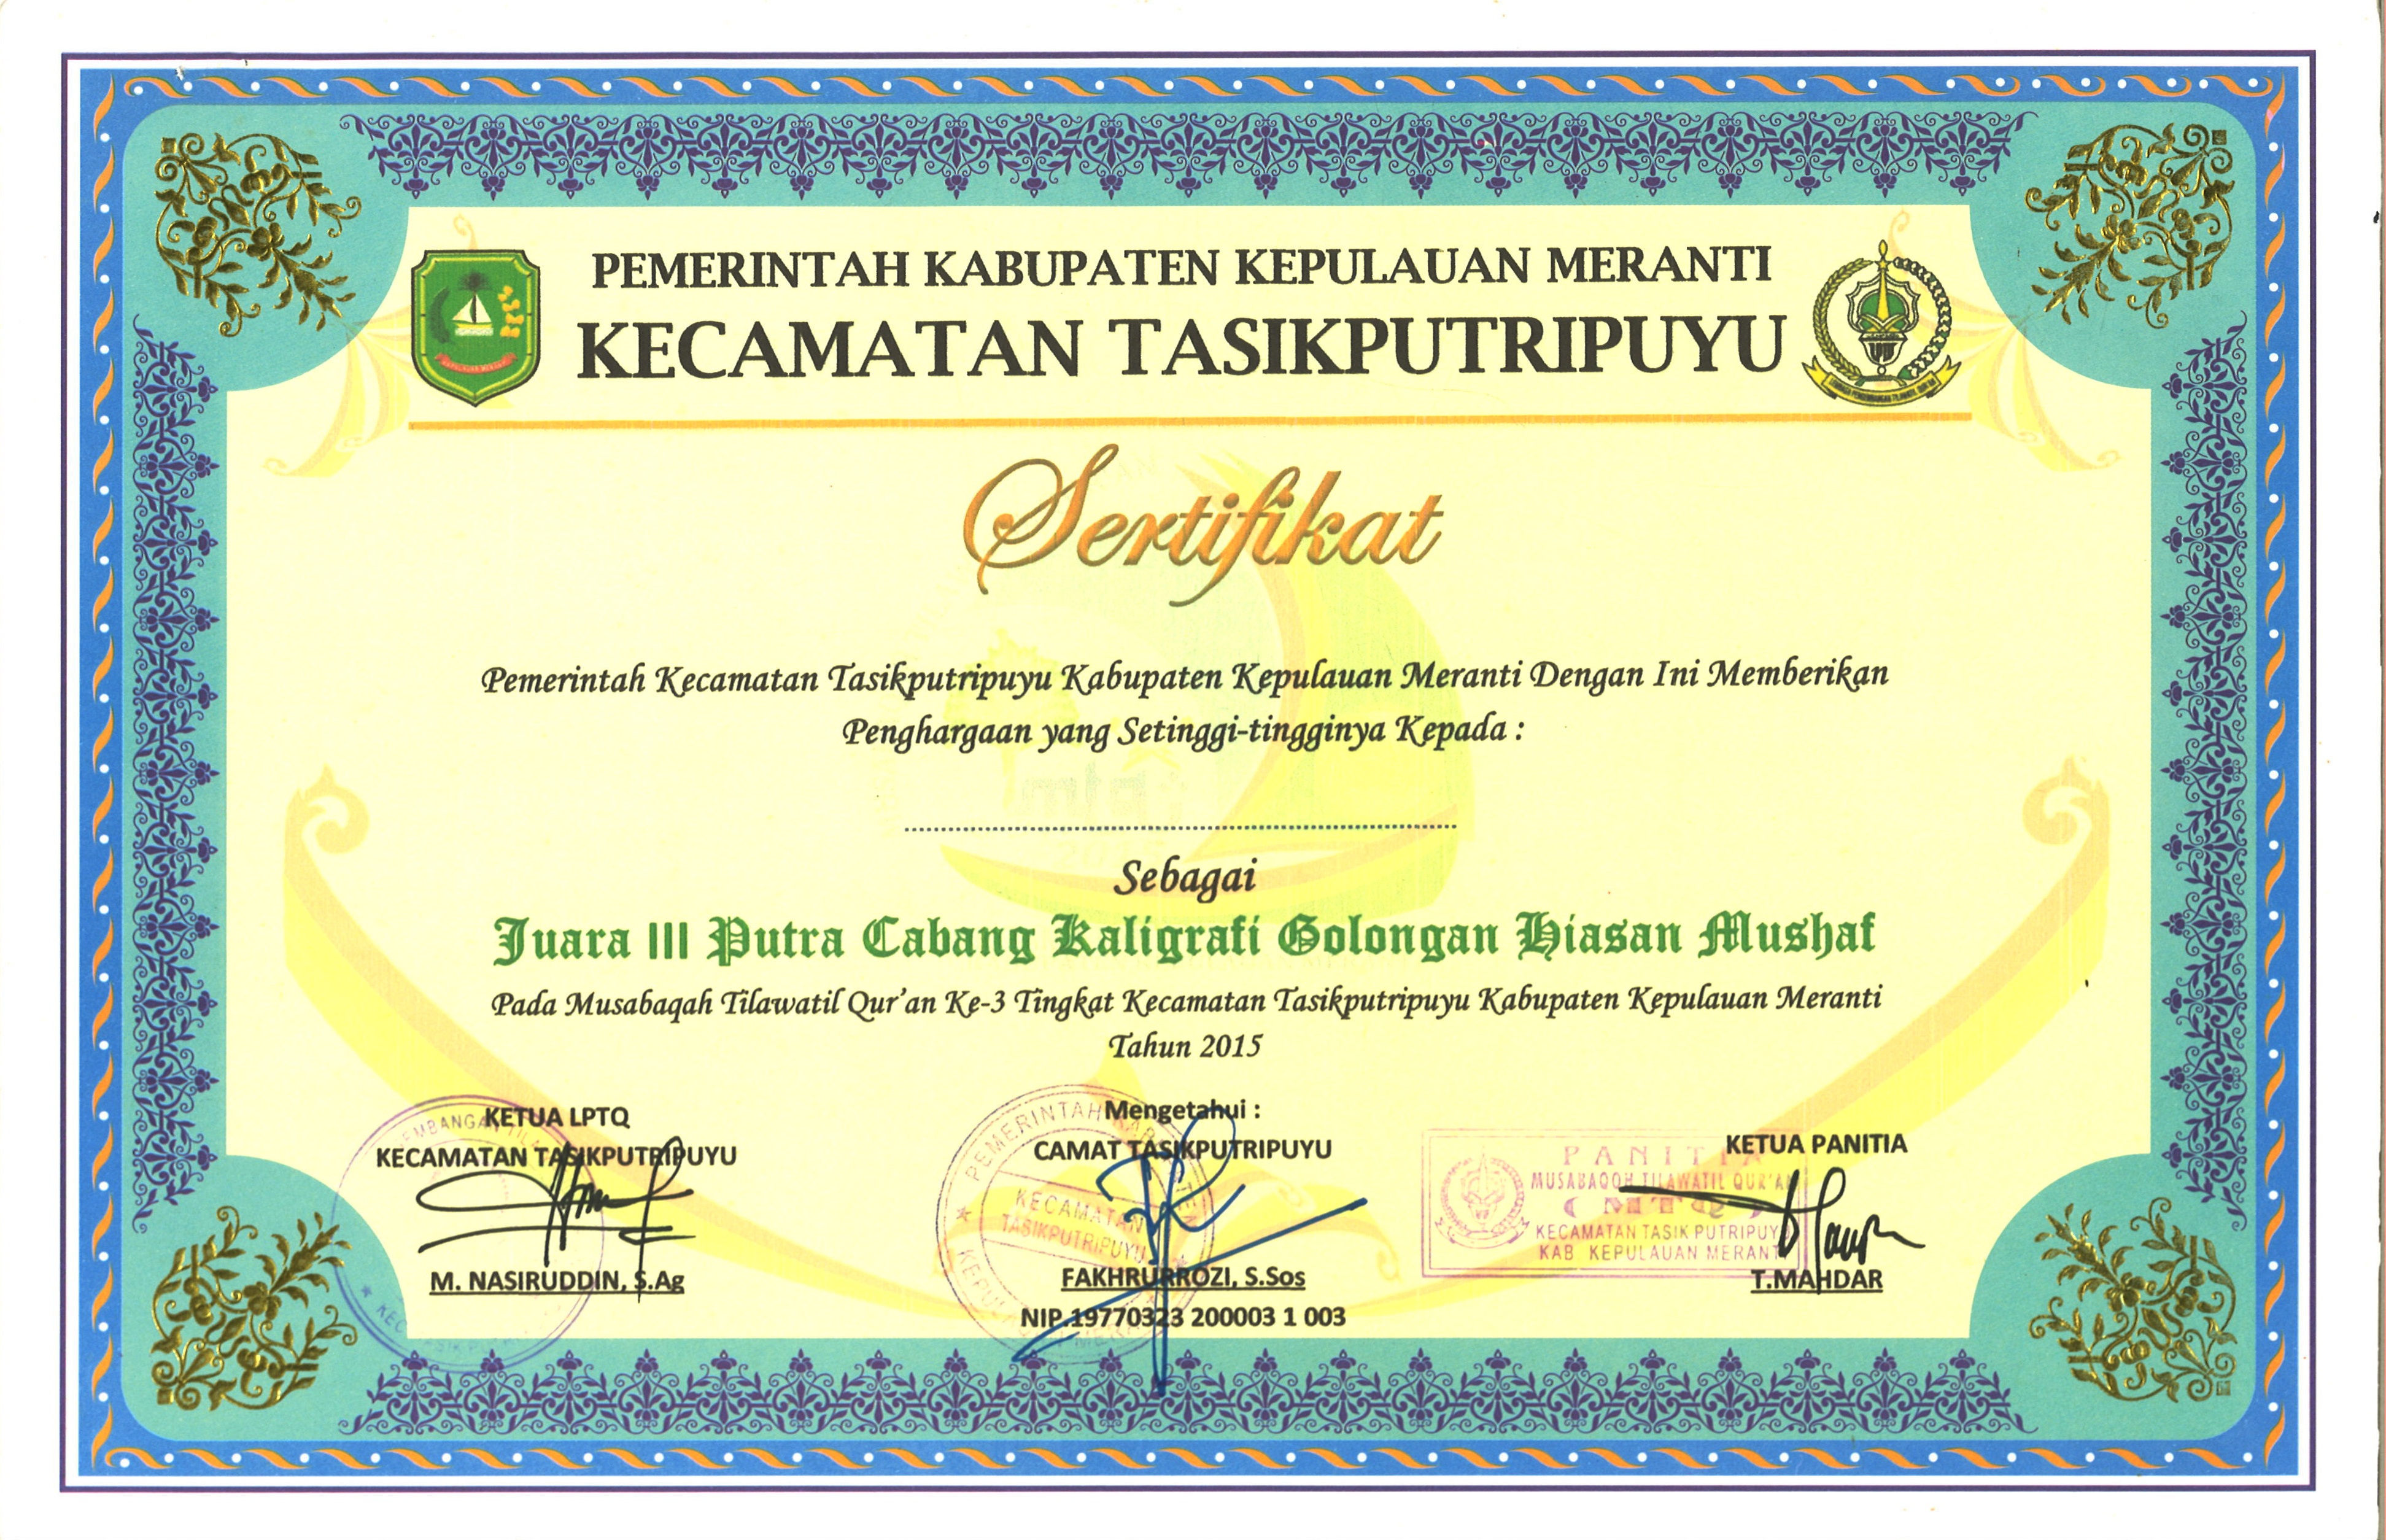 PEMERINTAH KABUPATEN KEPULAUAN MERANTI
KECAMATAN TASIKPUTRIPUYU
Sertifikat
Pemerintah Kecamatan Tasikputripuyu Kabupaten Kepulauan Meranti Dengan Ini Memberikan
Penghargaan yang Setinggi-tingginya Kepada :
Sebagai
Juara III Putra Cabang Kaligrafi Golongan Hiasan Mushaf
Pada Musabaqah Tilawatil Qur'an Ke-3 Tingkat Kecamatan Tasikputripuyu Kabupaten Kepulauan Meranti
Tahun 2015
KETUA LPTQ
KECAMATAN TASIKPUTRIPUYU
M. NASIRUDDIN, S.Ag
Mengetahui :
CAMAT TASIKPUTRIPUYU
PEMERINTAH
KECAMATAN
TASIKPUTRIPUYU
FAKHRURROZI, S.Sos
NIP.19770323 200003 1 003
KETUA PANITIA
PANITIA
MUSABAQOH TILAWATIL QUR'AN
( MTQ )
KECAMATAN TASIK PUTRIPUYU
KAB KEPULAUAN MERANTI
T.MAHDAR